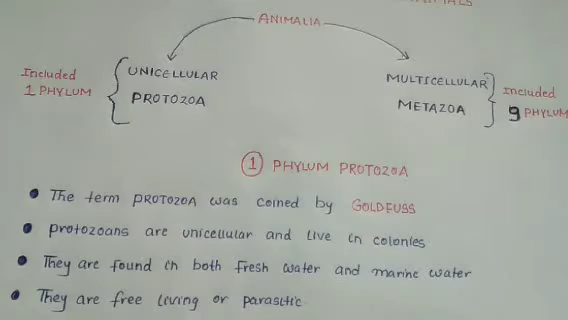 ANIMALIA
Included
1 PHYLUM
UNICELLULAR
PROTOZOA
MULTICELLULAR
METAZOA
Included
9 PHYLUM
1 PHYLUM PROTOZOA
• The term PROTOZOA was coined by GOLDFUSS
• protozoans are unicellular and live in colonies
• They are found in both fresh water and marine water
• They are free living or parasitic.